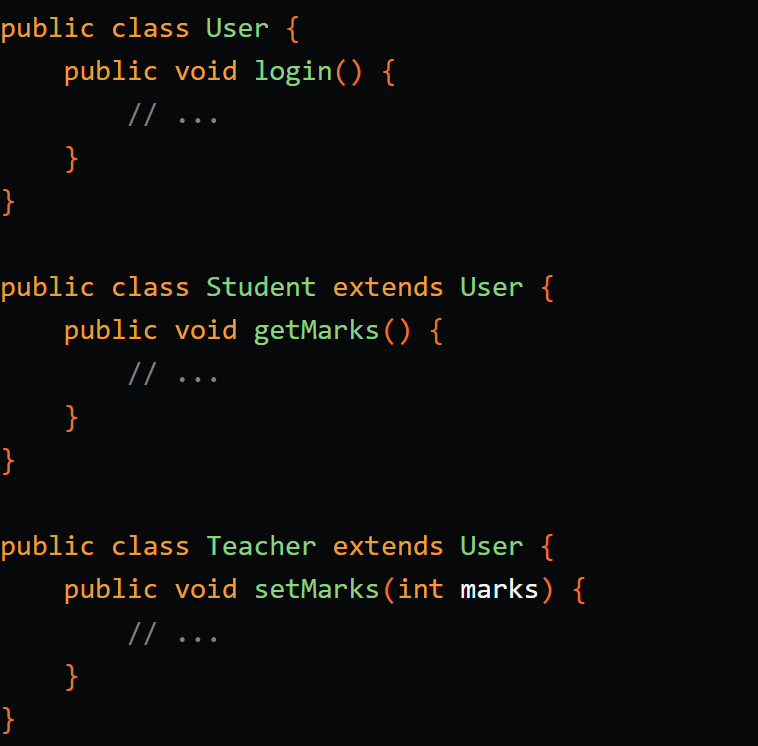 public class User {
    public void login() {
        // ...
    }
}

public class Student extends User {
    public void getMarks() {
        // ...
    }
}

public class Teacher extends User {
    public void setMarks(int marks) {
        // ...
    }
}